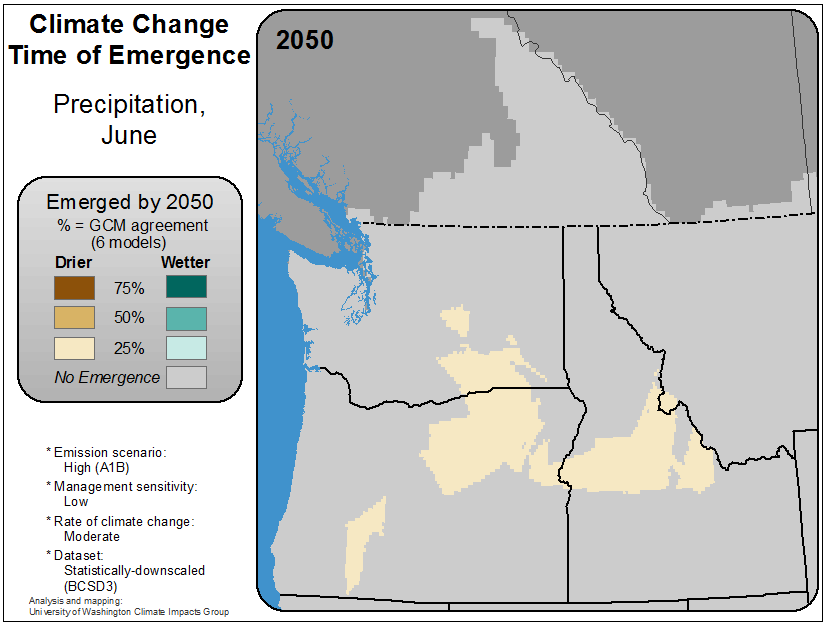 Climate Change
Time of Emergence
Precipitation,
June
2050
Emerged by 2050
% = GCM agreement
(6 models)
Drier Wetter
75%
50%
25%
No Emergence
* Emission scenario:
High (A1B)
* Management sensitivity:
Low
* Rate of climate change:
Moderate
* Dataset:
Statistically-downscaled
(BCSD3)
Analysis and mapping:
University of Washington Climate Impacts Group